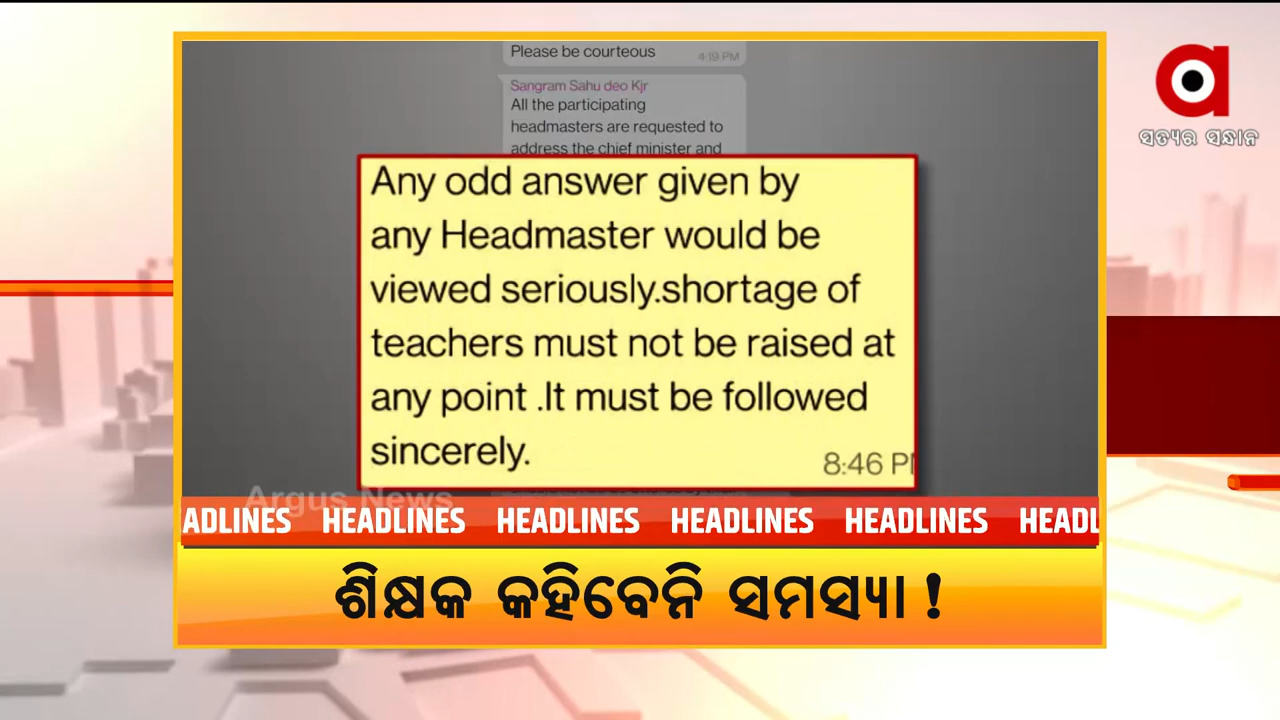 Please be courteous
4:19 PM
Sangram Sahu deo Kjr
All the participating
headmasters are requested to
address the chief minister and
ସତ୍ୟର ସନ୍ଧାନ
Any odd answer given by
any Headmaster would be
viewed seriously.shortage of
teachers must not be raised at
any point .It must be followed
sincerely.
8:46 PM
Argus News
ADLINES HEADLINES HEADLINES HEADLINES HEADLINES HEADL
ଶିକ୍ଷକ କହିବେନି ସମସ୍ୟା !